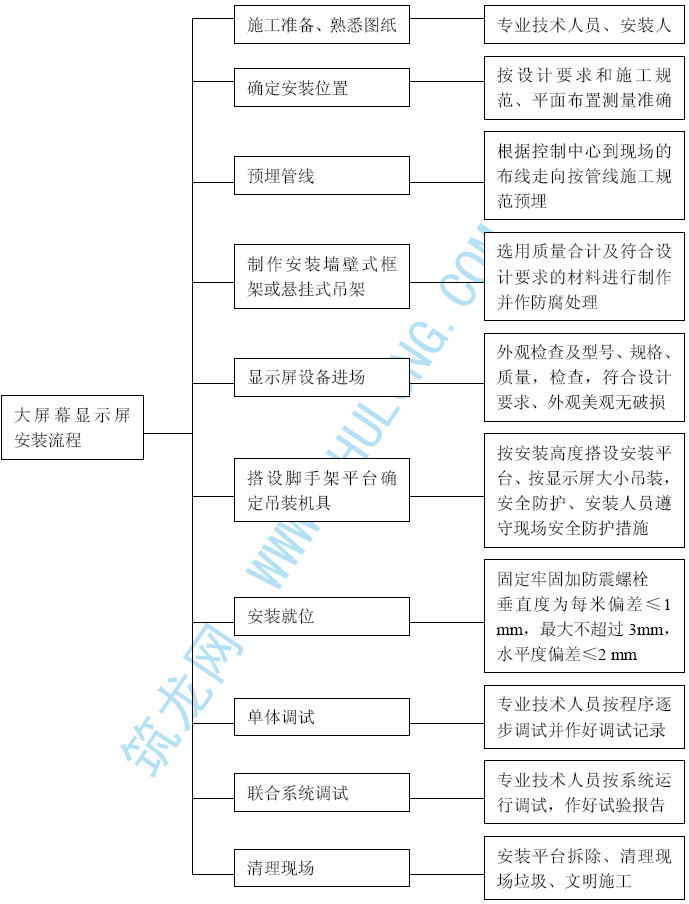 施工准备、熟悉图纸
专业技术人员、安装人
确定安装位置
按设计要求和施工规
范、平面布置测量准确
预埋管线
根据控制中心到现场的
布线走向按管线施工规
范预埋
制作安装墙壁式框
架或悬挂式吊架
选用质量合计及符合设
计要求的材料进行制作
并作防腐处理
显示屏设备进场
外观检查及型号、规格、
质量，检查，符合设计
要求、外观美观无破损
大屏幕显示屏
安装流程
搭设脚手架平台确
定吊装机具
按安装高度搭设安装平
台、按显示屏大小吊装，
安全防护、安装人员遵
守现场安全防护措施
安装就位
固定牢固加防震螺栓
垂直度为每米偏差≤1
mm，最大不超过 3mm，
水平度偏差≤2 mm
单体调试
专业技术人员按程序逐
步调试并作好调试记录
联合系统调试
专业技术人员按系统运
行调试，作好试验报告
清理现场
安装平台拆除、清理现
场垃圾、文明施工
筑龙网 WWW.ZHULONG.COM